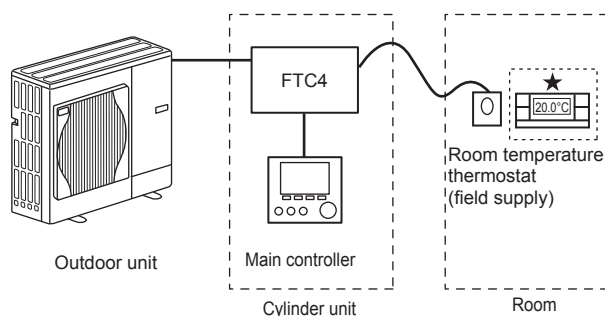 FTC4
★
20.0°C
Room temperature
thermostat
(field supply)
Outdoor unit
Main controller
Cylinder unit
Room